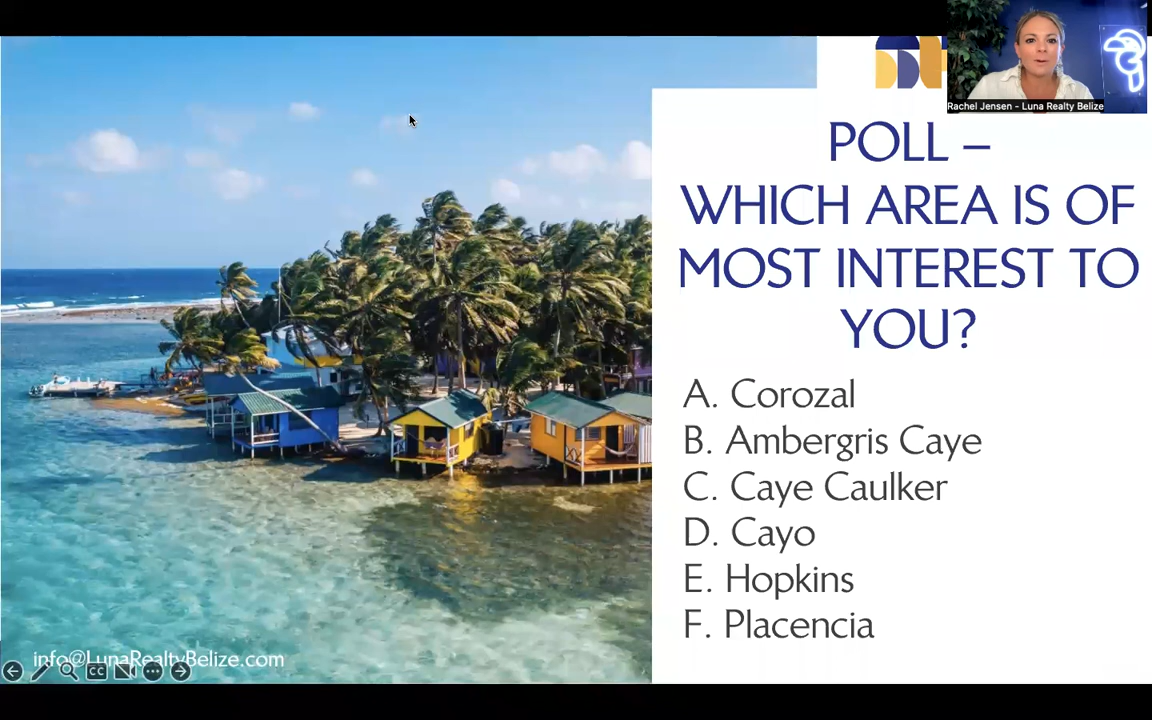 Rachel Jensen - Luna Realty Belize
POLL –
WHICH AREA IS OF
MOST INTEREST TO
YOU?
A. Corozal
B. Ambergris Caye
C. Caye Caulker
D. Cayo
E. Hopkins
F. Placencia
info@LunaRealtyBelize.com
CC